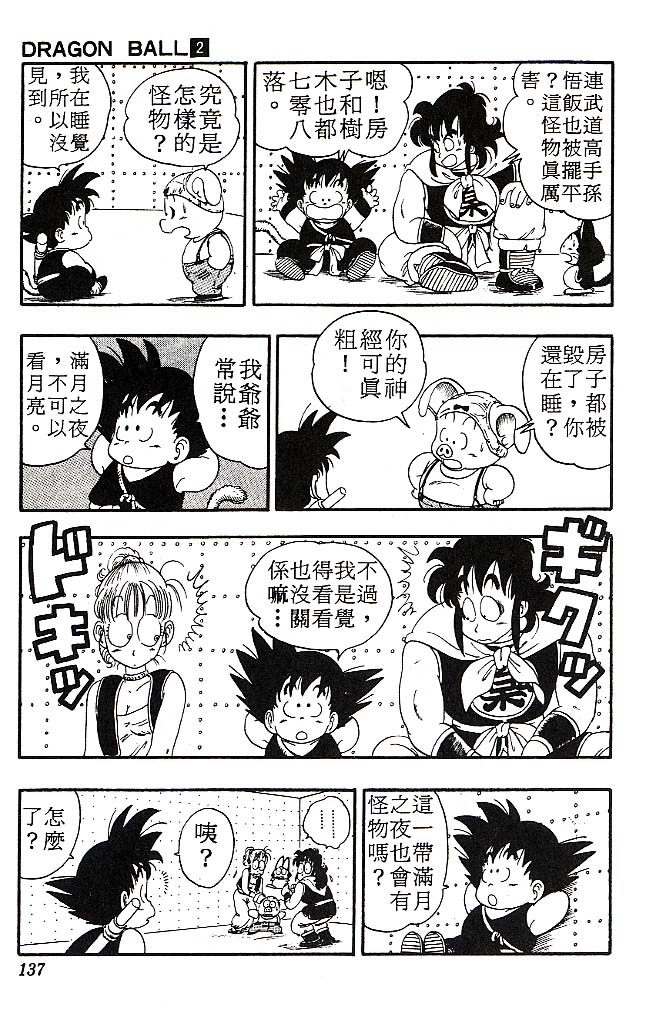 DRAGON BALL 2
連武道高手孫
悟飯也被擺平
？這怪物真厲
害。
嗯！房
子和樹
木也都
七零八
落。
究竟是
怎樣的
怪物？
我在睡覺
，所以沒
見到。
房子都被
毀了，你
還在睡？
你的神
經可真
粗！
我爺爺
常說…
滿月之夜
，不可以
看月亮。
ギクッ
不過，
我是覺
得看看
也沒關
係嘛…
ドキッ
這一帶滿月
之夜也會有
怪物嗎？
……
咦？
怎麼
了？
137